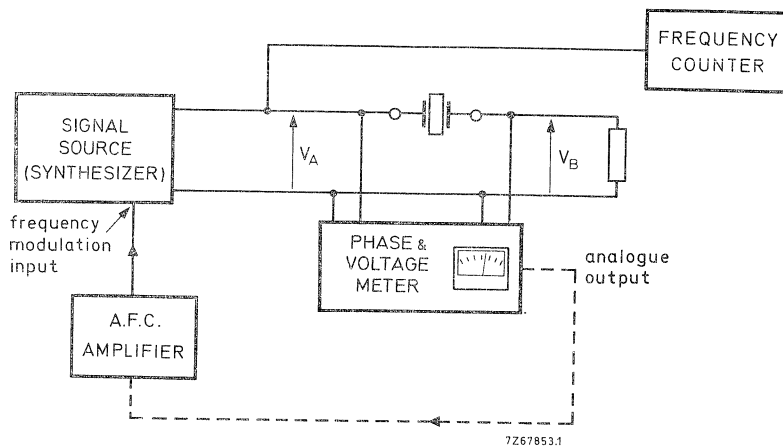 FREQUENCY
COUNTER
SIGNAL
SOURCE
(SYNTHESIZER)
VA
VB
frequency
modulation
input
PHASE &
VOLTAGE
METER
analogue
output
A.F.C.
AMPLIFIER
7Z67853.1